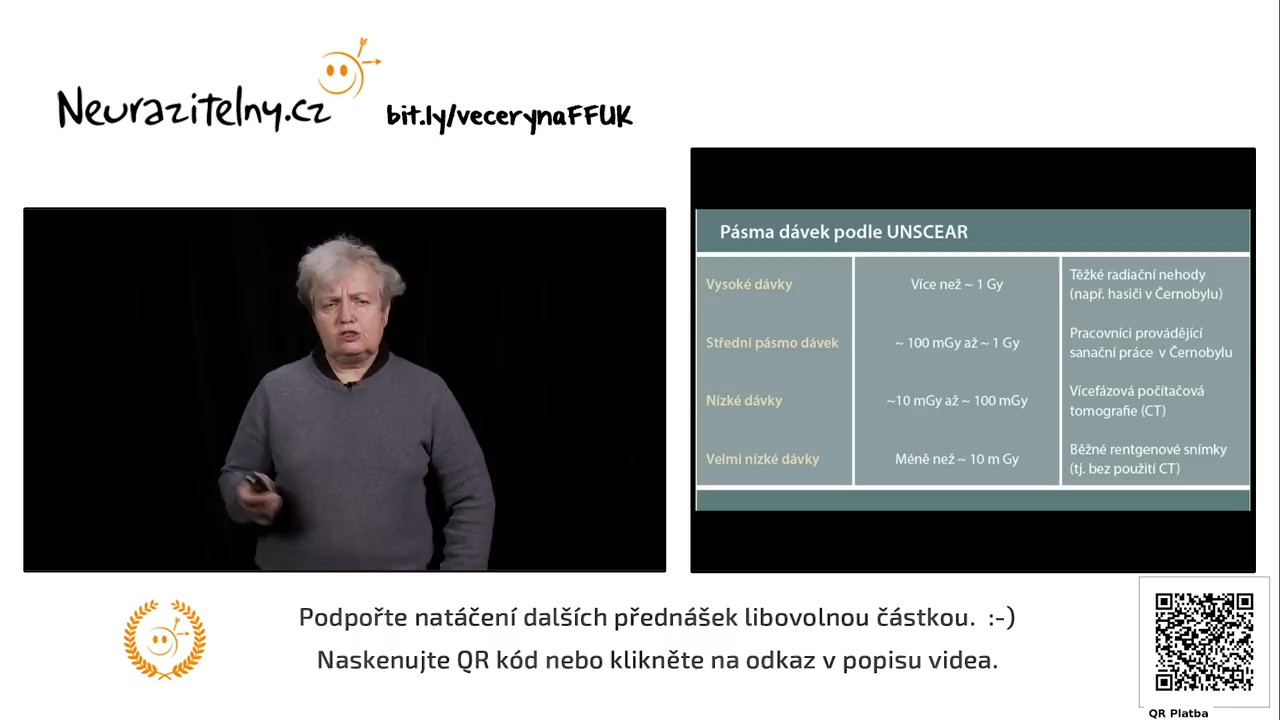 Neurazitelny.cz
bit.ly/vecerynaFFUK
Pásma dávek podle UNSCEAR
Vysoké dávky
Více než ~ 1 Gy
Těžké radiační nehody
(např. hasiči v Černobylu)
Střední pásmo dávek
~ 100 mGy až ~ 1 Gy
Pracovníci provádějící
sanační práce v Černobylu
Nízké dávky
~10 mGy až ~ 100 mGy
Vícefázová počítačová
tomografie (CT)
Velmi nízké dávky
Méně než ~ 10 m Gy
Běžné rentgenové snímky
(tj. bez použití CT)
Podpořte natáčení dalších přednášek libovolnou částkou. :-)
Naskenujte QR kód nebo klikněte na odkaz v popisu videa.
QR Platba